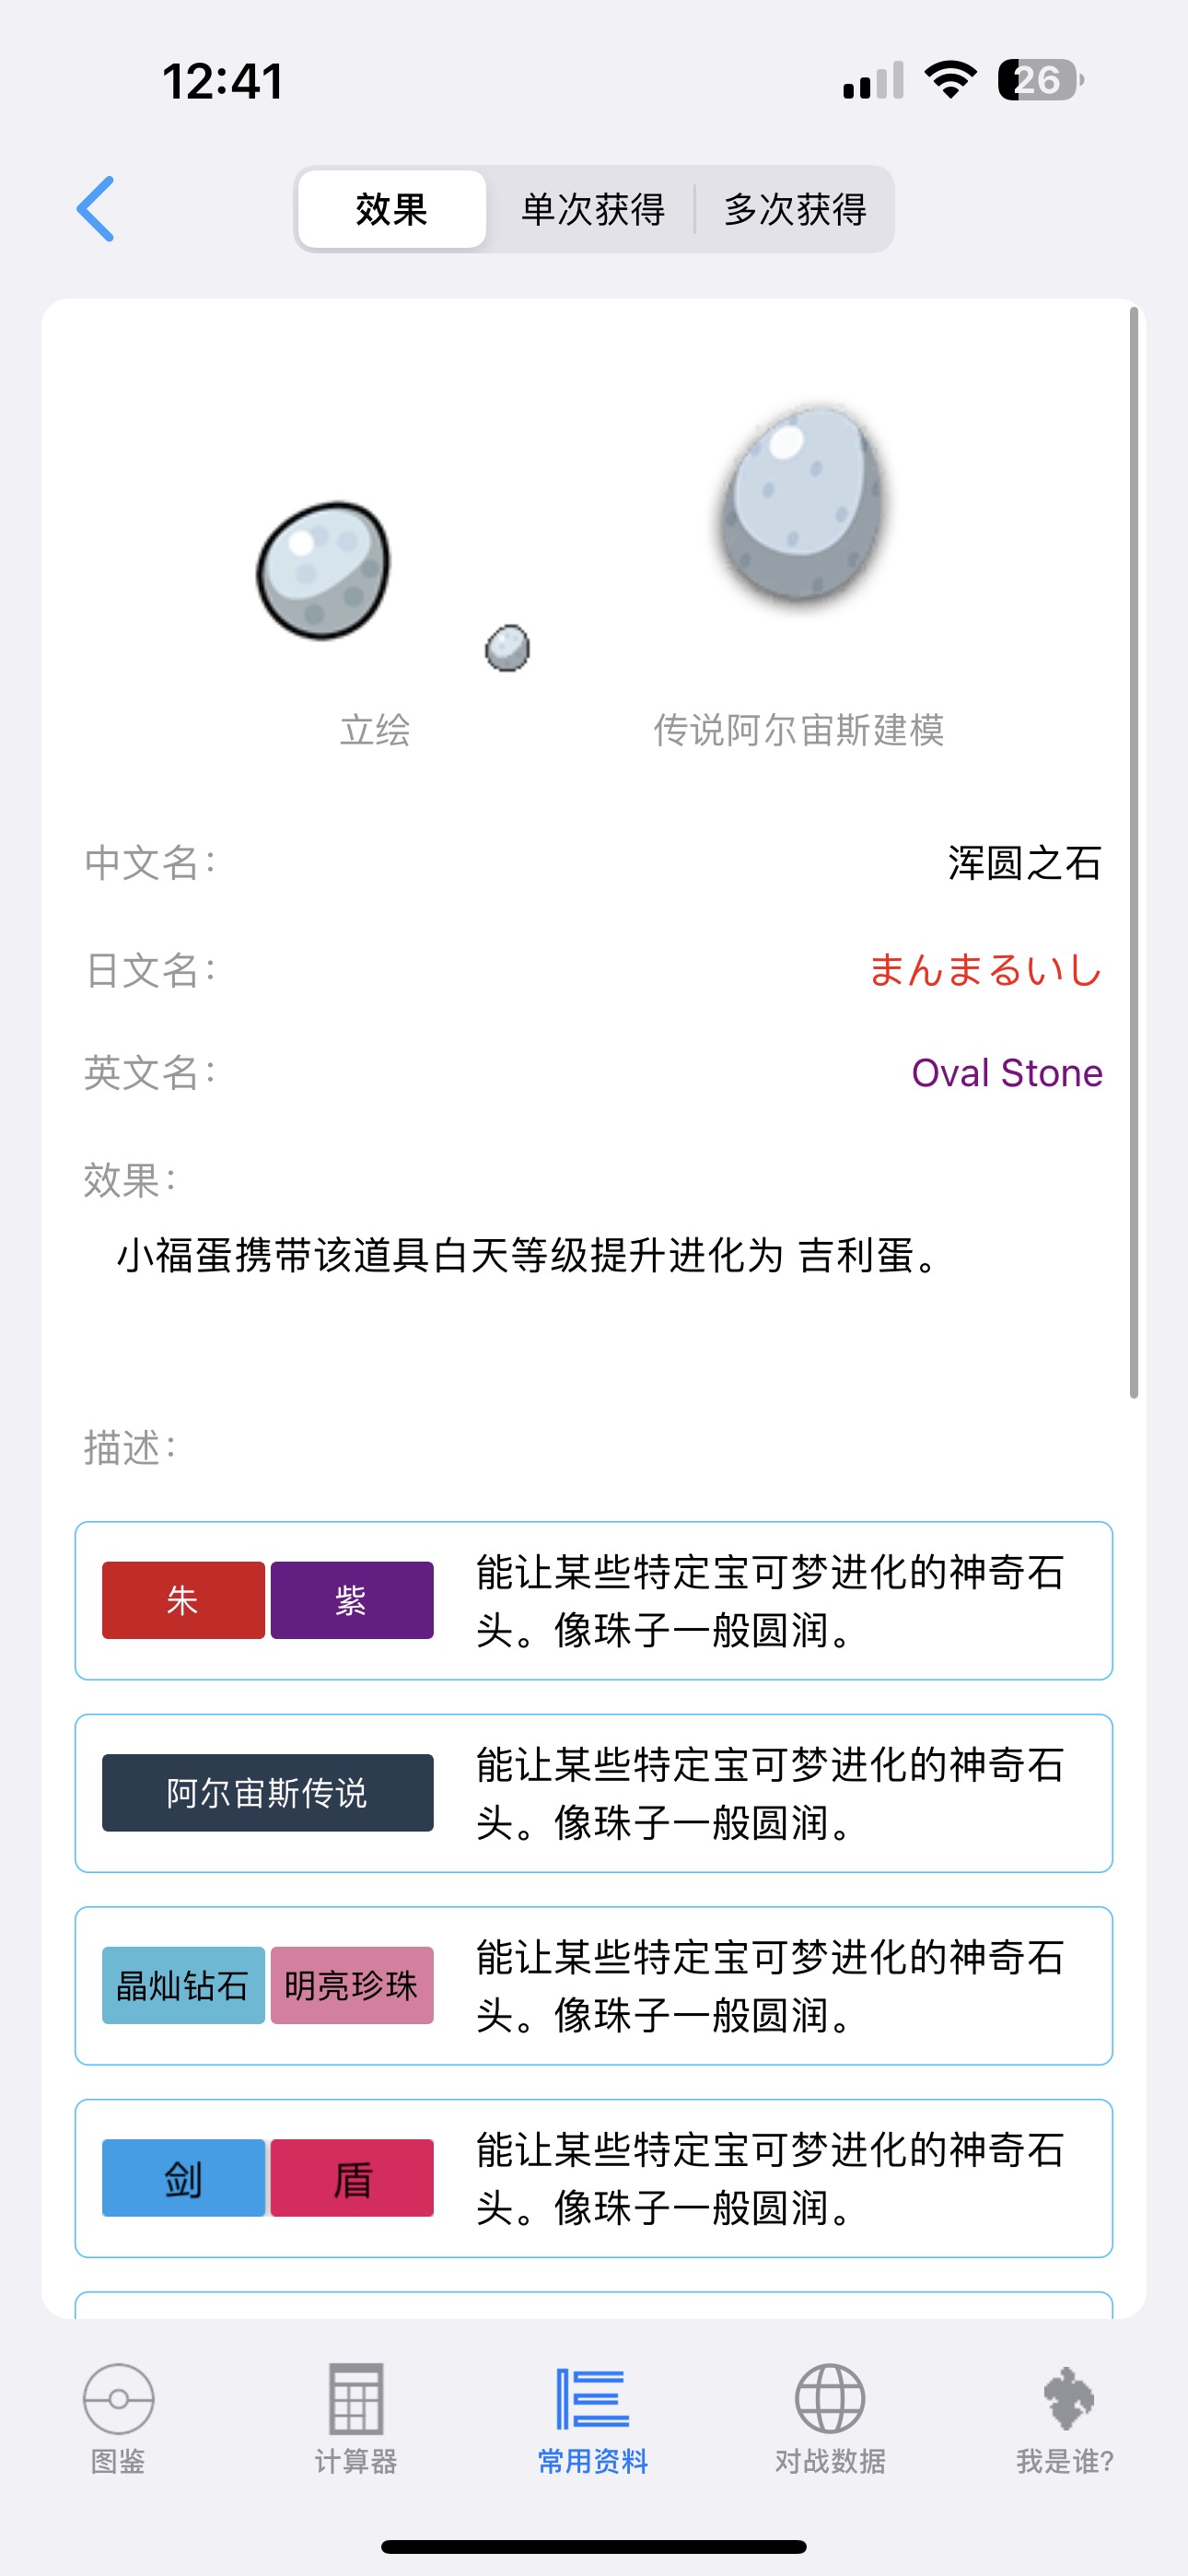 12:41
26
效果
单次获得
多次获得
立绘
传说阿尔宙斯建模
中文名：
浑圆之石
日文名：
まんまるいし
英文名：
Oval Stone
效果：
小福蛋携带该道具白天等级提升进化为 吉利蛋。
描述：
朱
紫
能让某些特定宝可梦进化的神奇石
头。像珠子一般圆润。
阿尔宙斯传说
能让某些特定宝可梦进化的神奇石
头。像珠子一般圆润。
晶灿钻石
明亮珍珠
能让某些特定宝可梦进化的神奇石
头。像珠子一般圆润。
剑
盾
能让某些特定宝可梦进化的神奇石
头。像珠子一般圆润。
图鉴
计算器
常用资料
对战数据
我是谁?